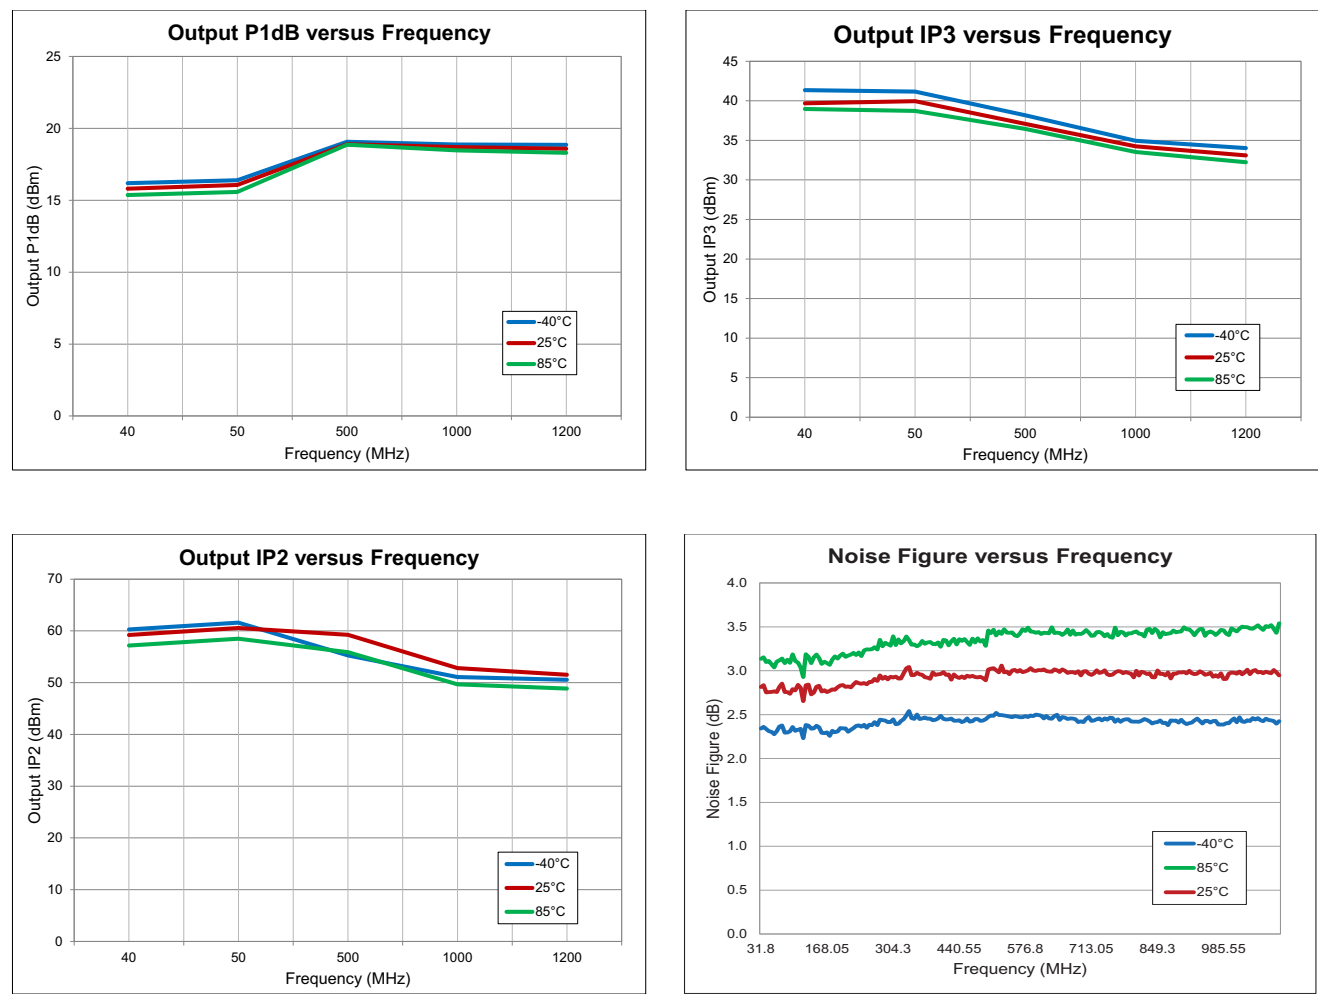 Output P1dB versus Frequency
25
20
15
10
5
0
Output P1dB (dBm)
-40°C
25°C
85°C
40 50 500 1000 1200
Frequency (MHz)
Output IP3 versus Frequency
45
40
35
30
25
20
15
10
5
0
Output IP3 (dBm)
-40°C
25°C
85°C
40 50 500 1000 1200
Frequency (MHz)
Output IP2 versus Frequency
70
60
50
40
30
20
10
0
Output IP2 (dBm)
-40°C
25°C
85°C
40 50 500 1000 1200
Frequency (MHz)
Noise Figure versus Frequency
4.0
3.5
3.0
2.5
2.0
1.5
1.0
0.5
0.0
Noise Figure (dB)
-40°C
85°C
25°C
31.8 168.05 304.3 440.55 576.8 713.05 849.3 985.55
Frequency (MHz)